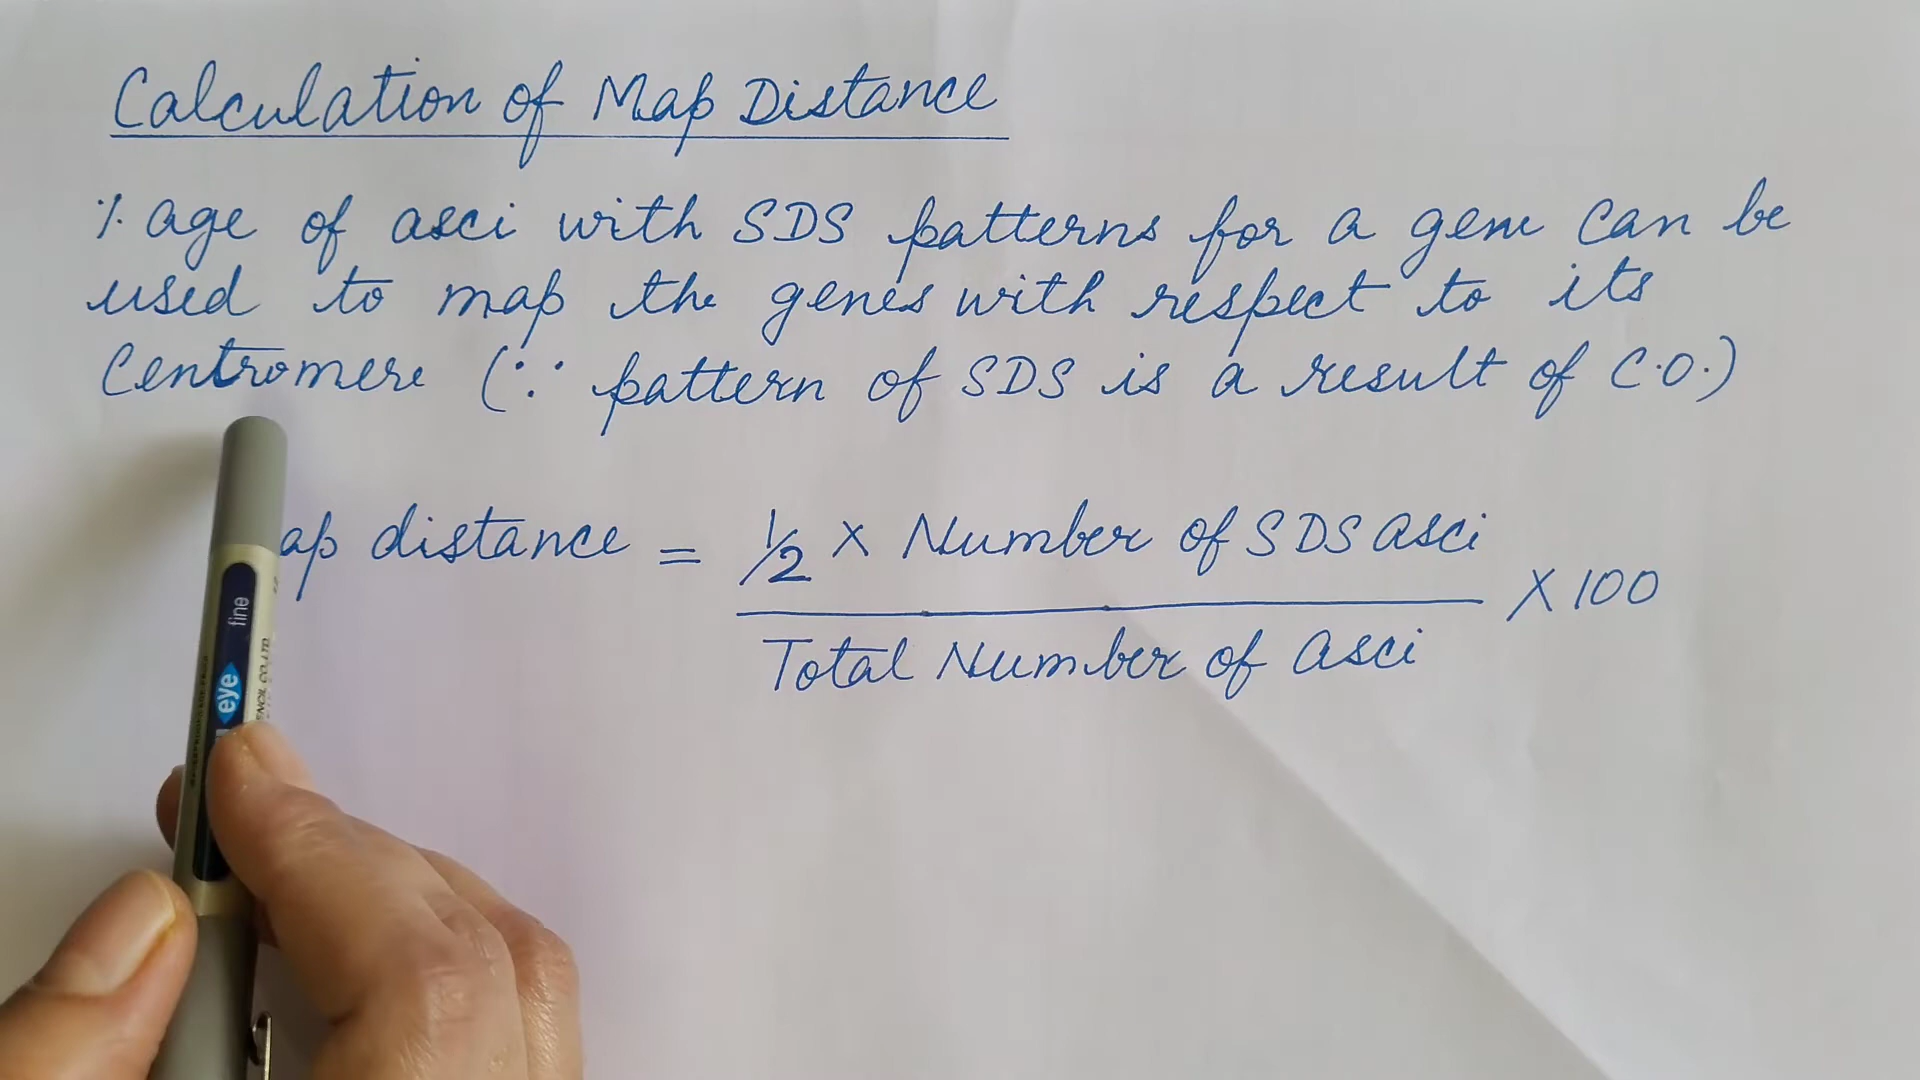 Calculation of Map Distance
%age of asci with SDS patterns for a gene can be
used to map the genes with respect to its
Centromere (∵ pattern of SDS is a result of C.O.)
ap distance = 1/2 × Number of SDS asci
× 100
Total Number of asci
fine
eye